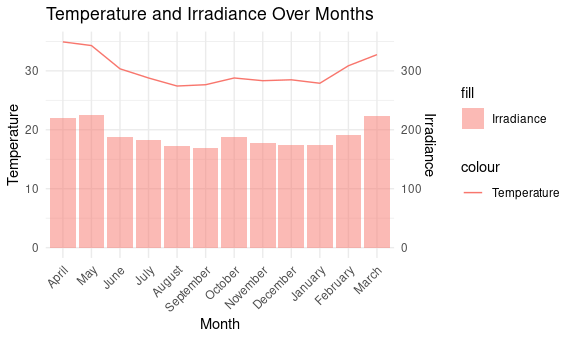 Temperature and Irradiance Over Months
Temperature
30
20
10
0
300
200
100
0
Irradiance
April
May
June
July
August
September
October
November
December
January
February
March
Month
fill
Irradiance
colour
Temperature